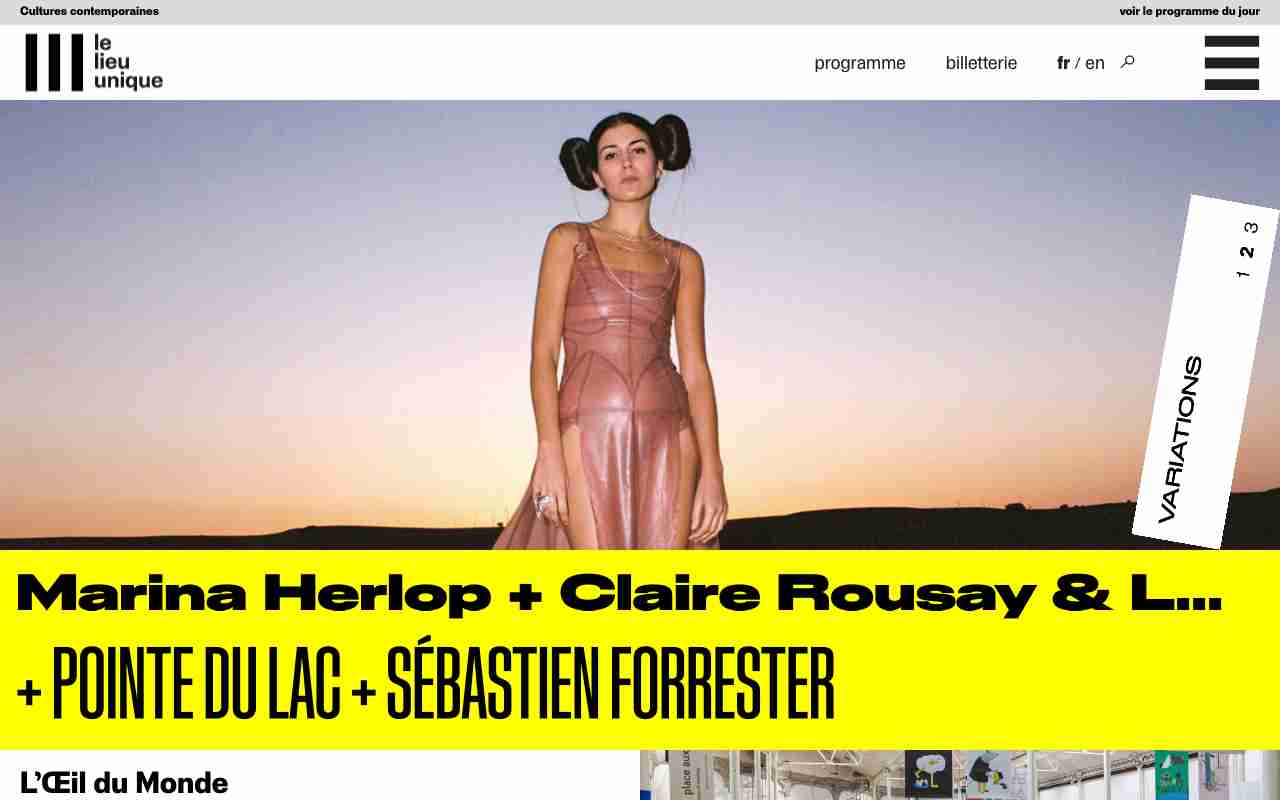 Cultures contemporaines
voir le programme du jour
le
lieu
unique
programme
billetterie
fr / en
1 2 3
VARIATIONS
Marina Herlop + Claire Rousay & L...
+ POINTE DU LAC + SÉBASTIEN FORRESTER
L'Œil du Monde
place aux